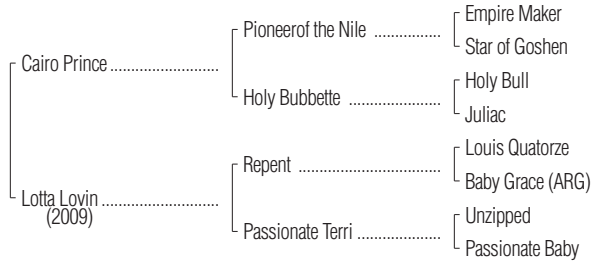 Empire Maker
Pioneerof the Nile ..................
Star of Goshen
Cairo Prince ........................
Holy Bull
Holy Bubbette .....................
Juliac
Louis Quatorze
Repent ................................
Baby Grace (ARG)
Lotta Lovin ..........................
(2009)
Unzipped
Passionate Terri ...................
Passionate Baby